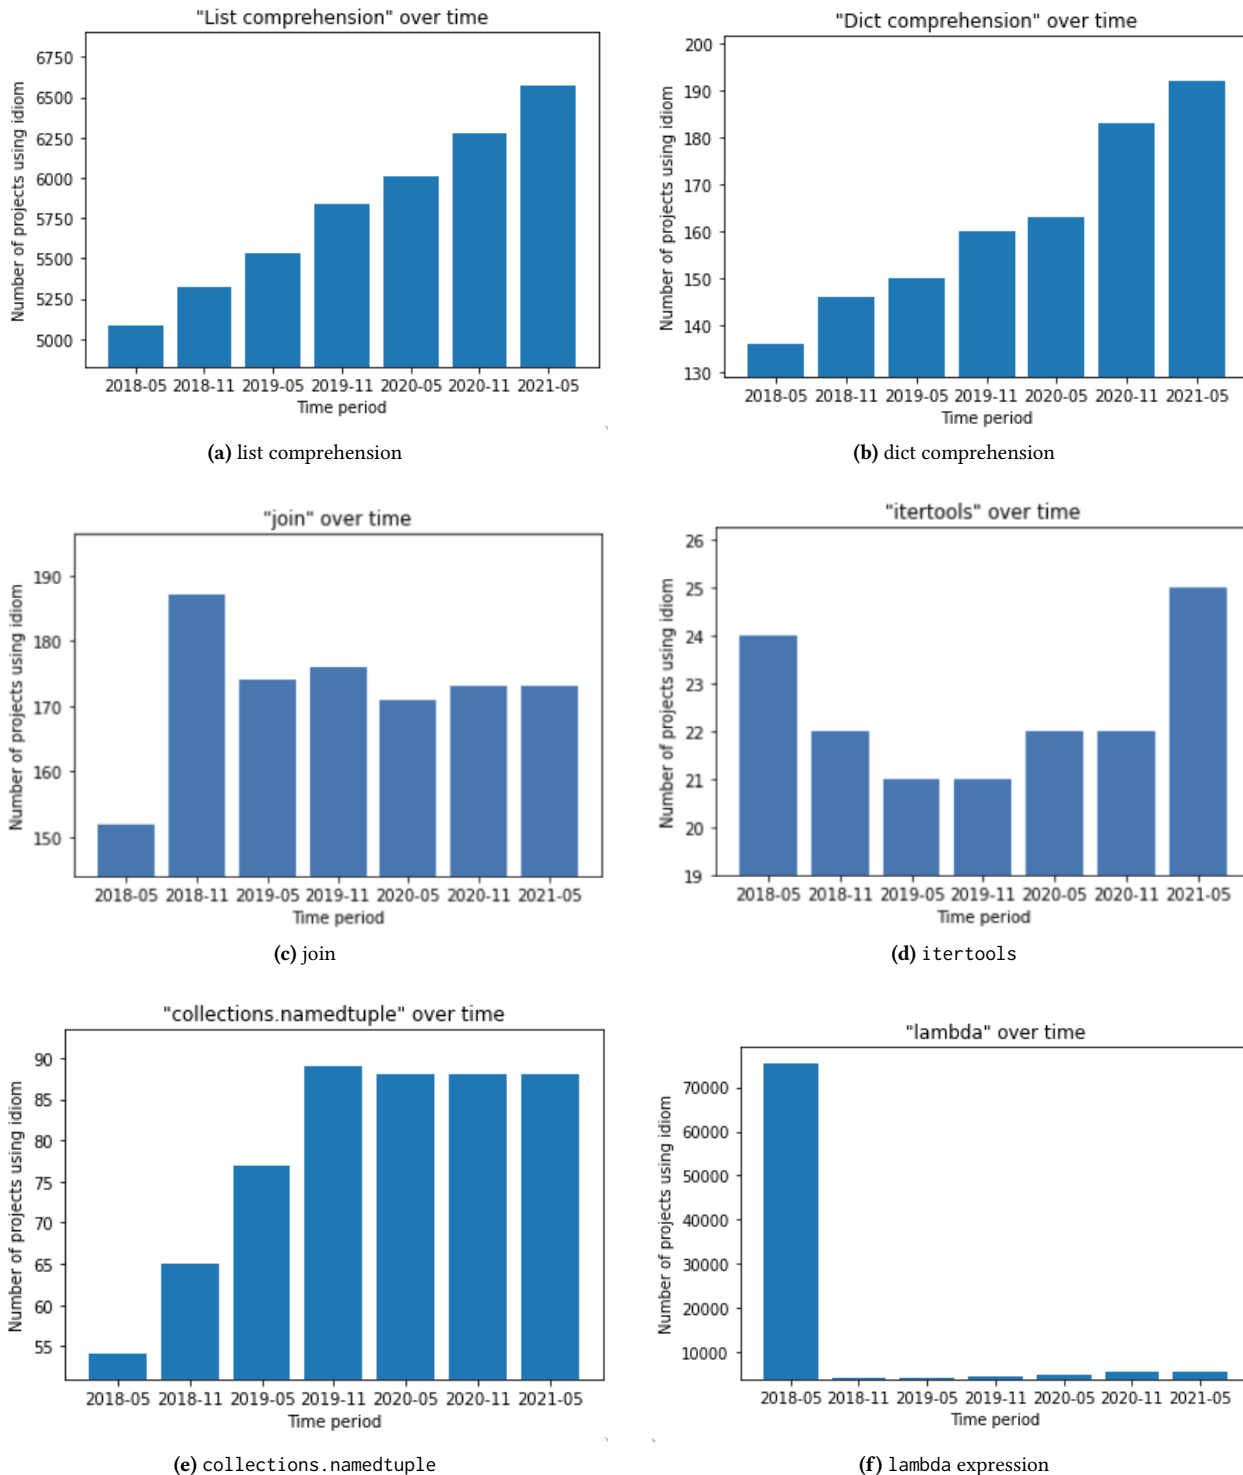 "List comprehension" over time
Number of projects using idiom
6750
6500
6250
6000
5750
5500
5250
5000
2018-05 2018-11 2019-05 2019-11 2020-05 2020-11 2021-05
Time period
(a) list comprehension
"Dict comprehension" over time
Number of projects using idiom
200
190
180
170
160
150
140
130
2018-05 2018-11 2019-05 2019-11 2020-05 2020-11 2021-05
Time period
(b) dict comprehension
"join" over time
Number of projects using idiom
190
180
170
160
150
2018-05 2018-11 2019-05 2019-11 2020-05 2020-11 2021-05
Time period
(c) join
"itertools" over time
Number of projects using idiom
26
25
24
23
22
21
20
19
2018-05 2018-11 2019-05 2019-11 2020-05 2020-11 2021-05
Time period
(d) itertools
"collections.namedtuple" over time
Number of projects using idiom
90
85
80
75
70
65
60
55
2018-05 2018-11 2019-05 2019-11 2020-05 2020-11 2021-05
Time period
(e) collections.namedtuple
"lambda" over time
Number of projects using idiom
70000
60000
50000
40000
30000
20000
10000
2018-05 2018-11 2019-05 2019-11 2020-05 2020-11 2021-05
Time period
(f) lambda expression